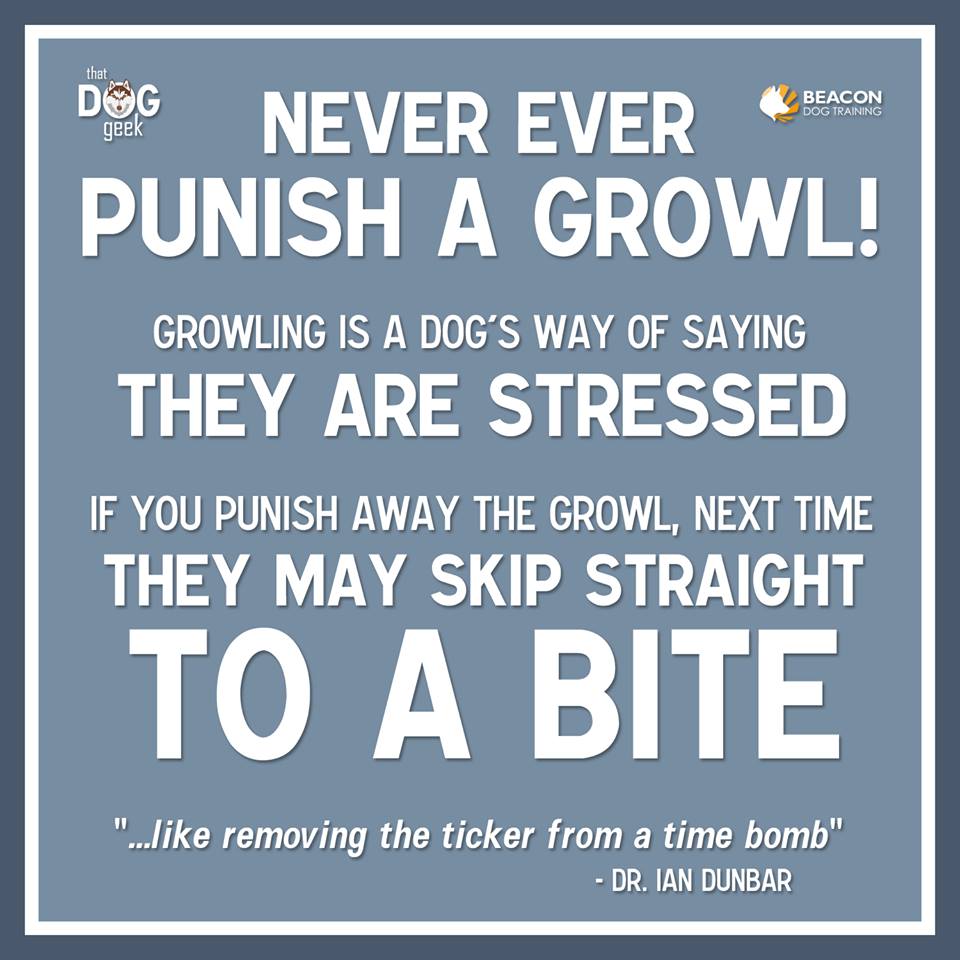 that
DOG
geek
BEACON
DOG TRAINING
NEVER EVER
PUNISH A GROWL!
GROWLING IS A DOG'S WAY OF SAYING
THEY ARE STRESSED
IF YOU PUNISH AWAY THE GROWL, NEXT TIME
THEY MAY SKIP STRAIGHT
TO A BITE
"...like removing the ticker from a time bomb"
- DR. IAN DUNBAR